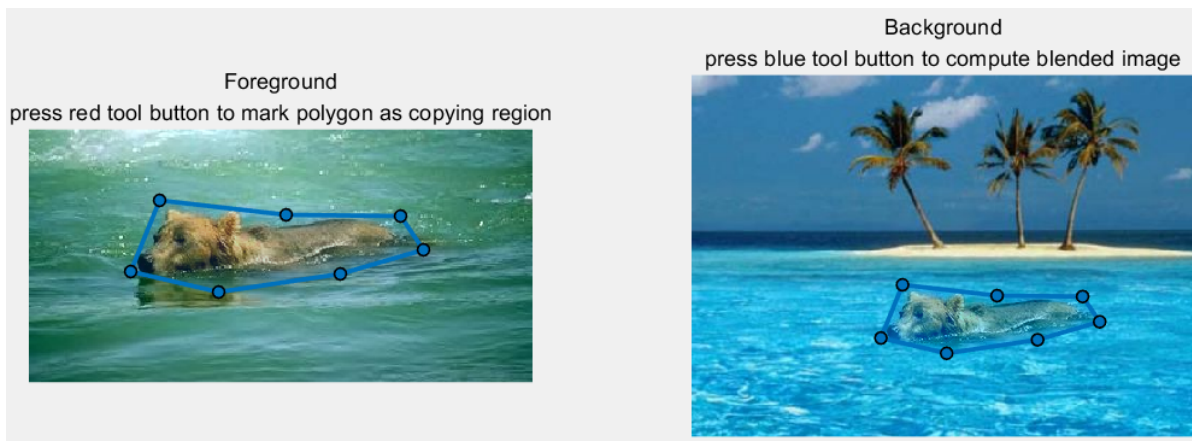 Foreground
press red tool button to mark polygon as copying region
Background
press blue tool button to compute blended image